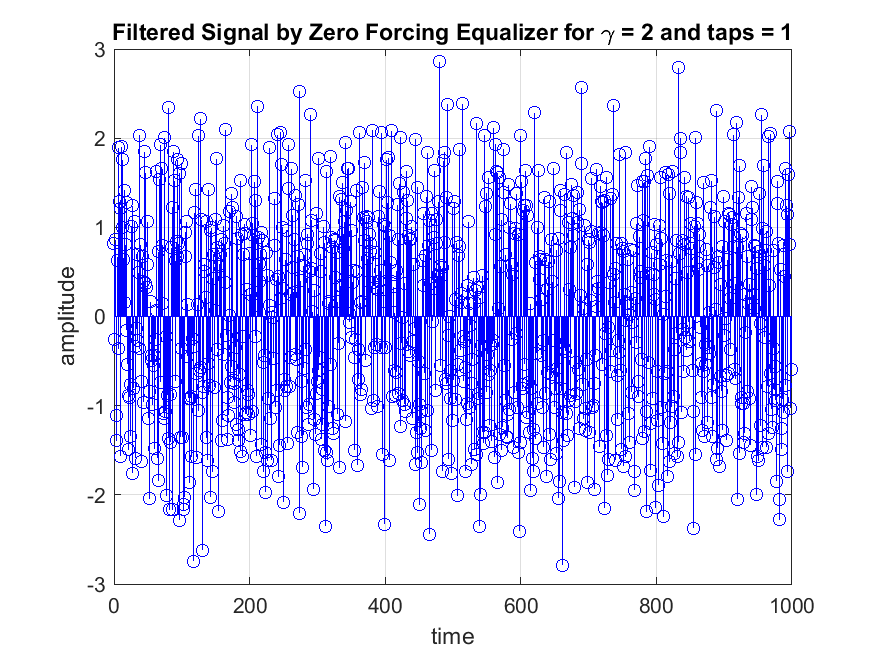 Filtered Signal by Zero Forcing Equalizer for γ = 2 and taps = 1
3
2
1
0
-1
-2
-3
amplitude
0 200 400 600 800 1000
time